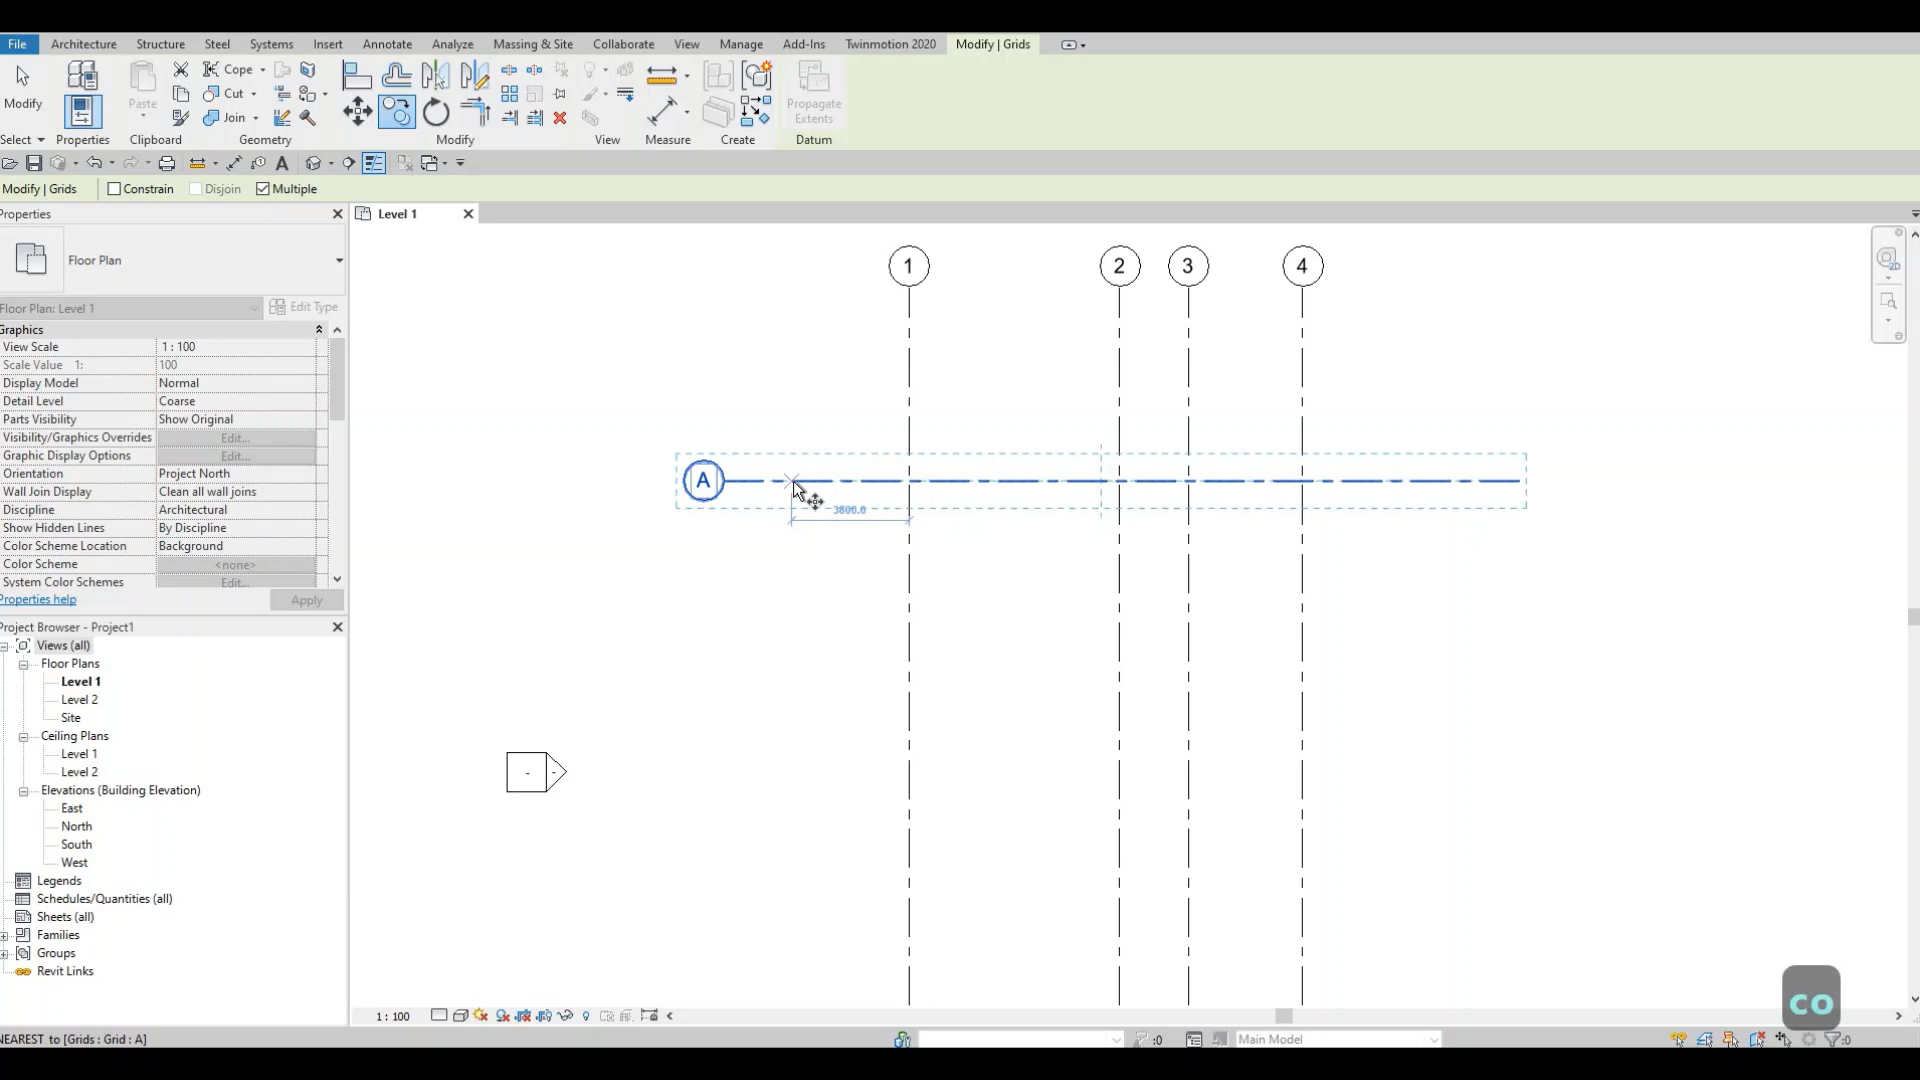 File Architecture Structure Steel Systems Insert Annotate Analyze Massing & Site Collaborate View Manage Add-Ins Twinmotion 2020 Modify | Grids
Cope
Cut
Join
Modify
Paste
Propagate
Extents
Select Properties Clipboard Geometry Modify View Measure Create Datum
A
Modify | Grids Constrain Disjoin Multiple
Properties
Level 1
Floor Plan
Floor Plan: Level 1 Edit Type
Graphics
View Scale 1 : 100
Scale Value 1: 100
Display Model Normal
Detail Level Coarse
Parts Visibility Show Original
Visibility/Graphics Overrides Edit...
Graphic Display Options Edit...
Orientation Project North
Wall Join Display Clean all wall joins
Discipline Architectural
Show Hidden Lines By Discipline
Color Scheme Location Background
Color Scheme <none>
System Color Schemes Edit...
Properties help Apply
Project Browser - Project1
Views (all)
Floor Plans
Level 1
Level 2
Site
Ceiling Plans
Level 1
Level 2
Elevations (Building Elevation)
East
North
South
West
Legends
Schedules/Quantities (all)
Sheets (all)
Families
Groups
Revit Links
1 2 3 4
A
- -
2D
CO
1 : 100
NEAREST to [Grids : Grid : A]
:0
Main Model
:0